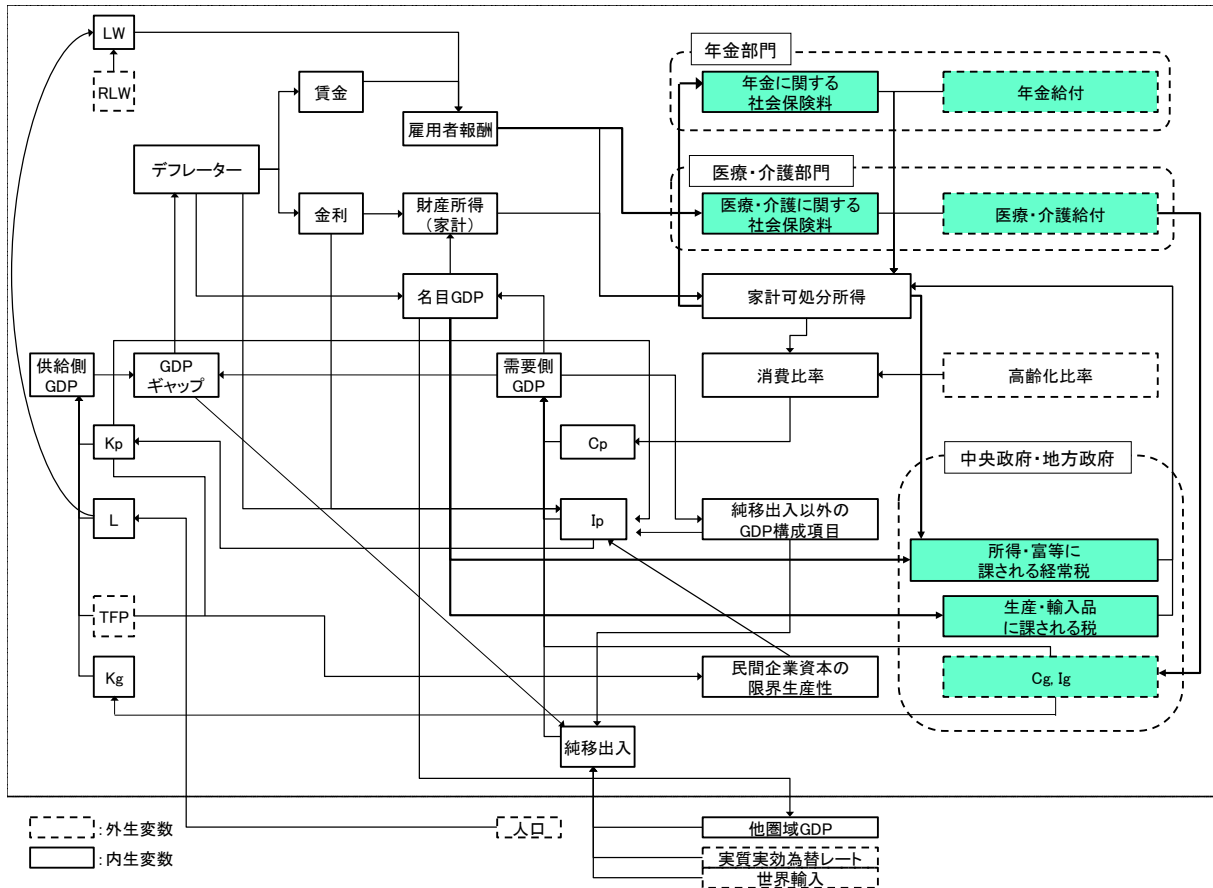 LW
年金部門
RLW
賃金
年金に関する
社会保険料
年金給付
雇用者報酬
デフレーター
医療・介護部門
金利
財産所得
(家計)
医療・介護に関する
社会保険料
医療・介護給付
名目GDP
家計可処分所得
供給側
GDP
GDP
ギャップ
需要側
GDP
消費比率
高齢化比率
Kp
Cp
中央政府・地方政府
L
Ip
純移出入以外の
GDP構成項目
所得・富等に
課される経常税
TFP
生産・輸入品
に課される税
Kg
民間企業資本の
限界生産性
Cg, Ig
純移出入
:外生変数
人口
他圏域GDP
:内生変数
実質実効為替レート
世界輸入